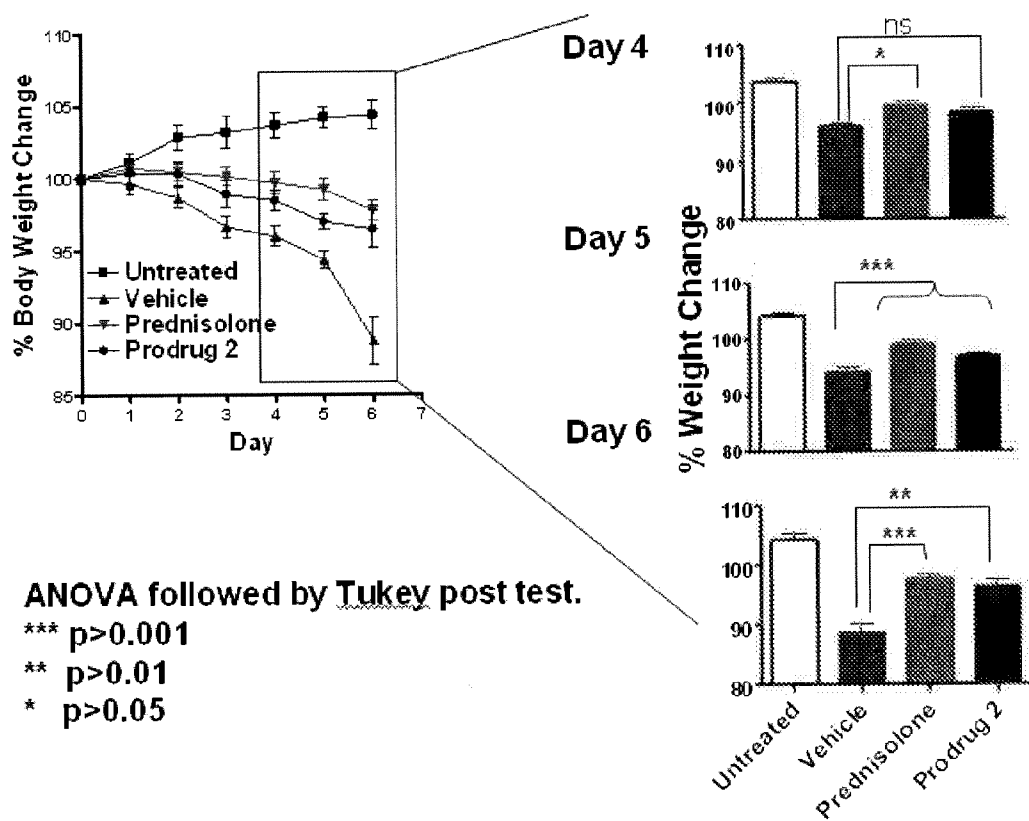 110
105
100
95
90
85
% Body Weight Change
Untreated
Vehicle
Prednisolone
Prodrug 2
0 1 2 3 4 5 6 7
Day
ANOVA followed by Tukey post test.
*** p>0.001
** p>0.01
* p>0.05
Day 4
Day 5
Day 6
% Weight Change
ns
*
110
100
90
80
***
110
100
90
80
**
***
110
100
90
80
Untreated
Vehicle
Prednisolone
Prodrug 2